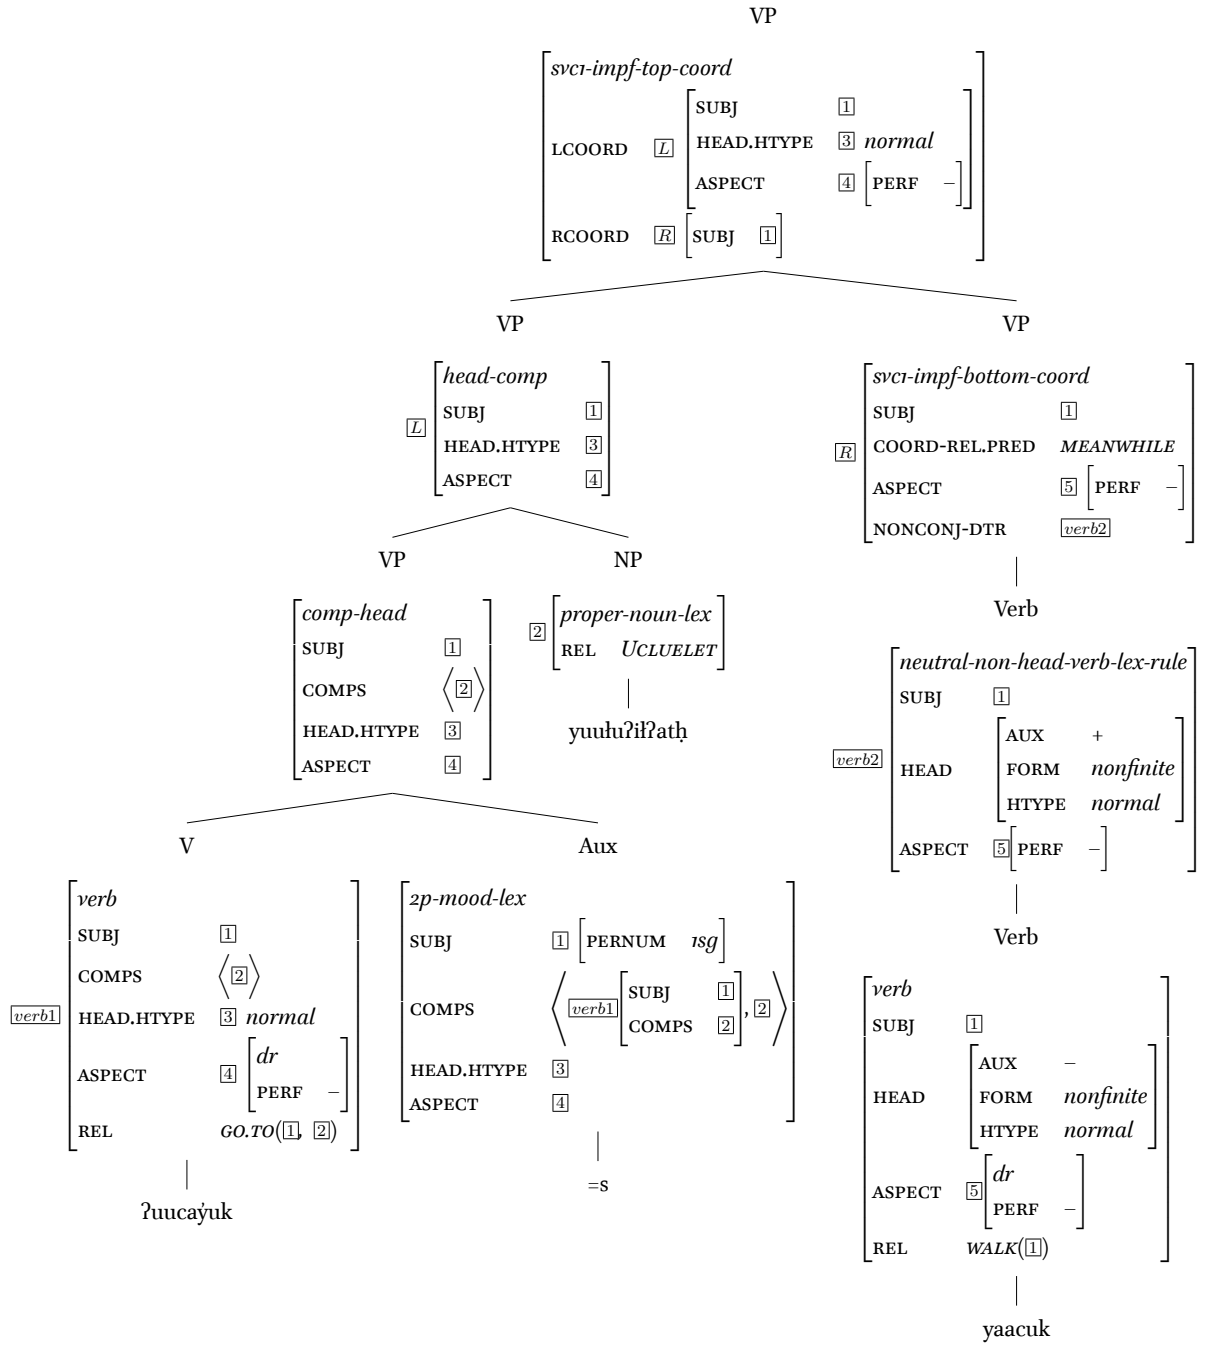 VP
svc1-impf-top-coord
SUBJ 1
LCOORD L HEAD.HTYPE 3 normal
ASPECT 4 [PERF –]
RCOORD R [SUBJ 1]
VP VP
head-comp
L SUBJ 1
HEAD.HTYPE 3
ASPECT 4
svc1-impf-bottom-coord
SUBJ 1
R COORD-REL.PRED MEANWHILE
ASPECT 5 [PERF –]
NONCONJ-DTR verb2
VP NP
comp-head
SUBJ 1
COMPS ⟨2⟩
HEAD.HTYPE 3
ASPECT 4
2 proper-noun-lex
REL UCLUELET
yuułuʔiłʔatḥ
Verb
neutral-non-head-verb-lex-rule
SUBJ 1
AUX +
verb2 HEAD FORM nonfinite
HTYPE normal
ASPECT 5 [PERF –]
V Aux
verb
SUBJ 1
COMPS ⟨2⟩
verb1 HEAD.HTYPE 3 normal
ASPECT 4 [dr
PERF –]
REL GO.TO(1, 2)
ʔuucay̓uk
2p-mood-lex
SUBJ 1 [PERNUM 1sg]
COMPS ⟨verb1 [SUBJ 1
COMPS 2], 2⟩
HEAD.HTYPE 3
ASPECT 4
=s
Verb
verb
SUBJ 1
AUX –
HEAD FORM nonfinite
HTYPE normal
ASPECT 5 [dr
PERF –]
REL WALK(1)
yaacuk